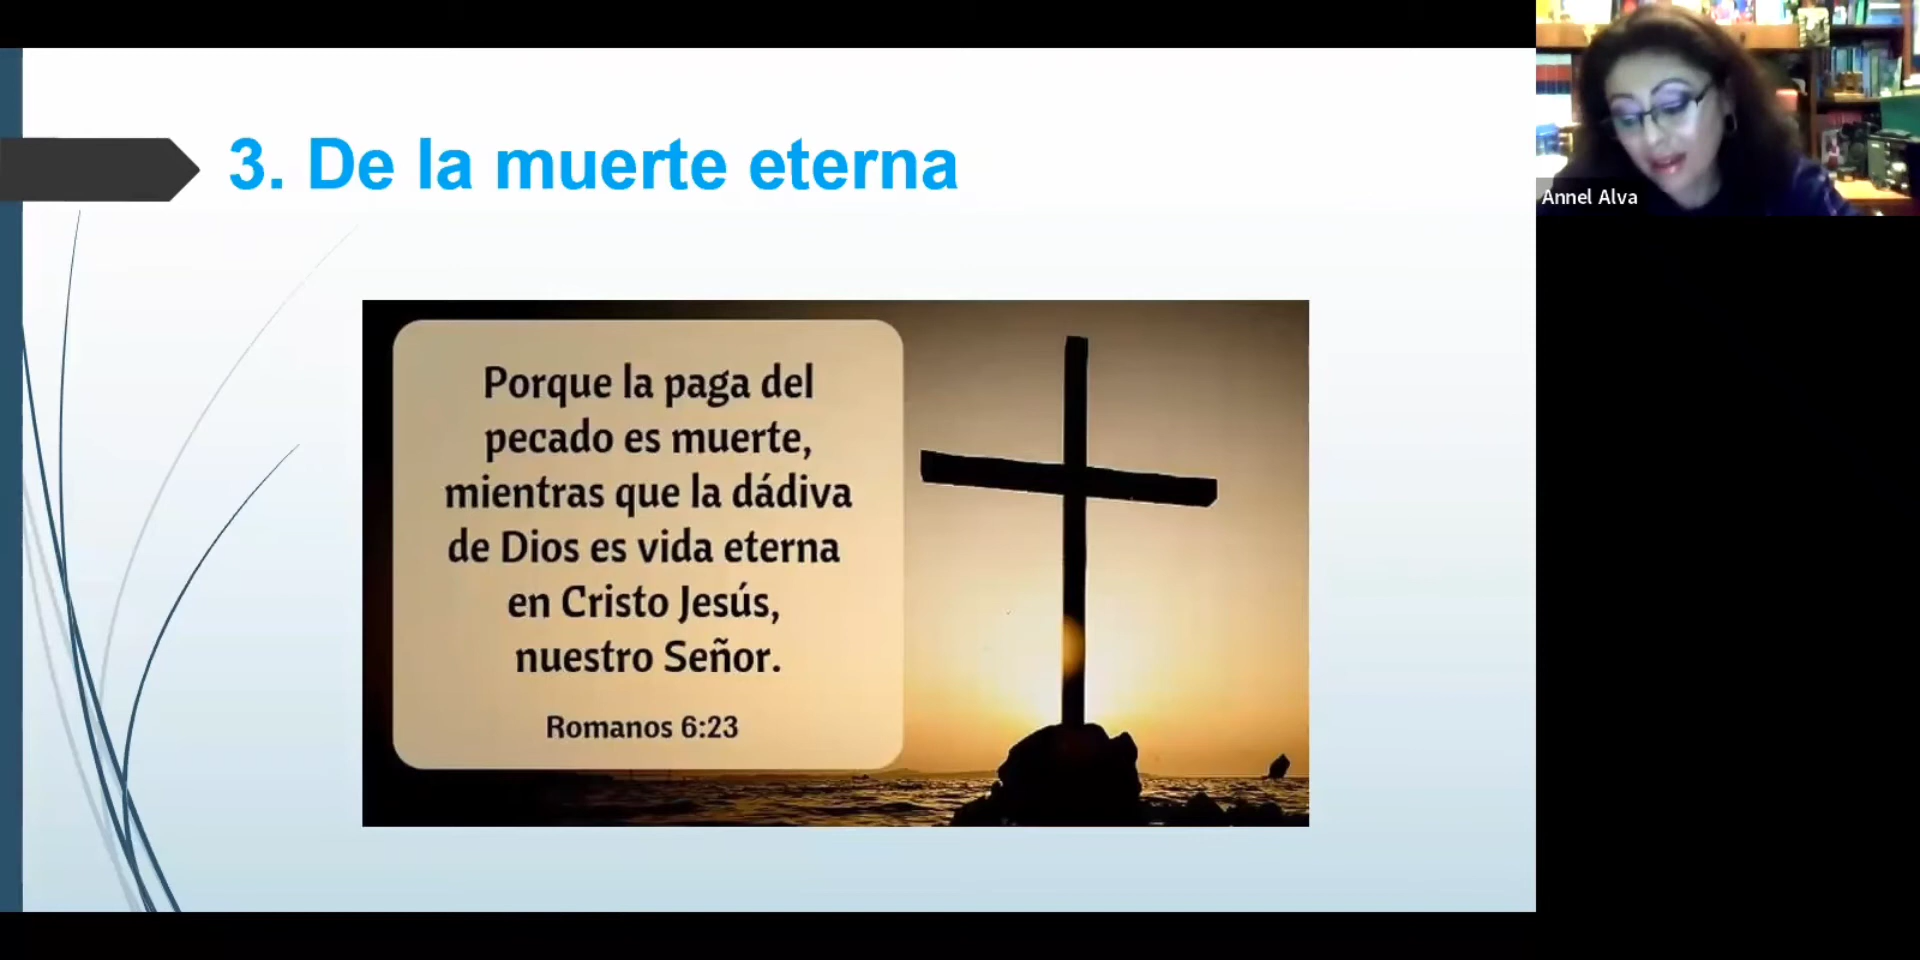 3. De la muerte eterna
Porque la paga del
pecado es muerte,
mientras que la dádiva
de Dios es vida eterna
en Cristo Jesús,
nuestro Señor.
Romanos 6:23
Annel Alva